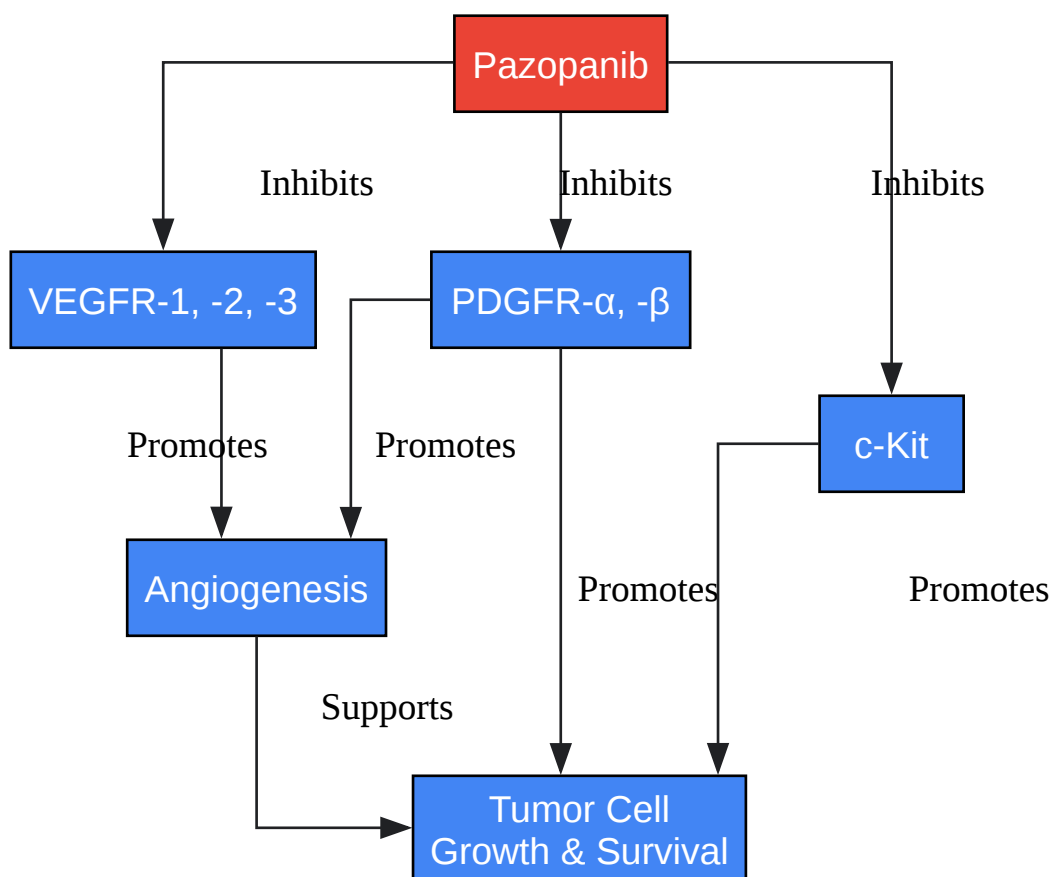 Pazopanib
Inhibits
Inhibits
Inhibits
VEGFR-1, -2, -3
PDGFR-α, -β
c-Kit
Promotes
Promotes
Angiogenesis
Promotes
Promotes
Supports
Tumor Cell
Growth & Survival